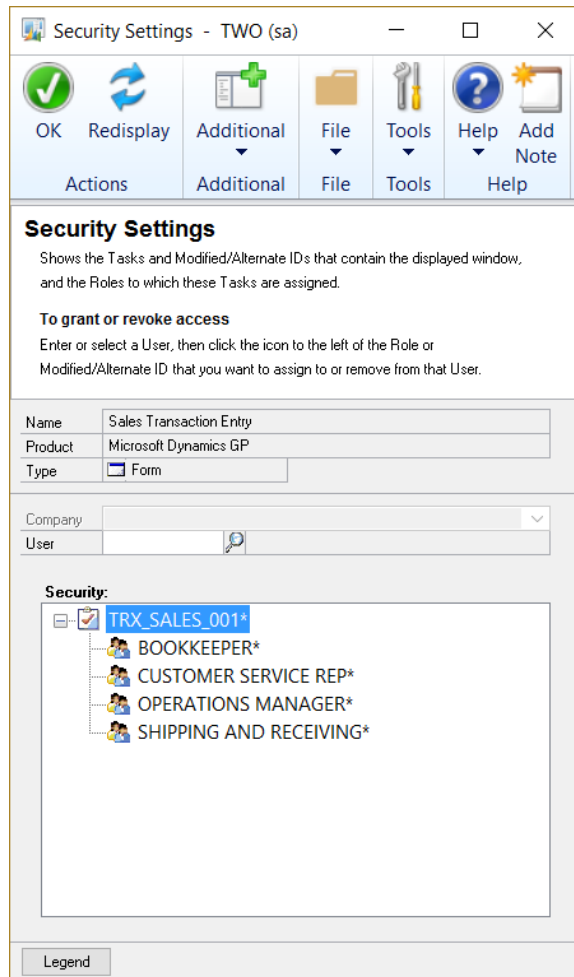 Security Settings - TWO (sa)
OK Redisplay Additional File Tools Help Add Note
Actions Additional File Tools Help
Security Settings
Shows the Tasks and Modified/Alternate IDs that contain the displayed window,
and the Roles to which these Tasks are assigned.
To grant or revoke access
Enter or select a User, then click the icon to the left of the Role or
Modified/Alternate ID that you want to assign to or remove from that User.
Name Sales Transaction Entry
Product Microsoft Dynamics GP
Type Form
Company
User
Security:
TRX_SALES_001*
BOOKKEEPER*
CUSTOMER SERVICE REP*
OPERATIONS MANAGER*
SHIPPING AND RECEIVING*
Legend